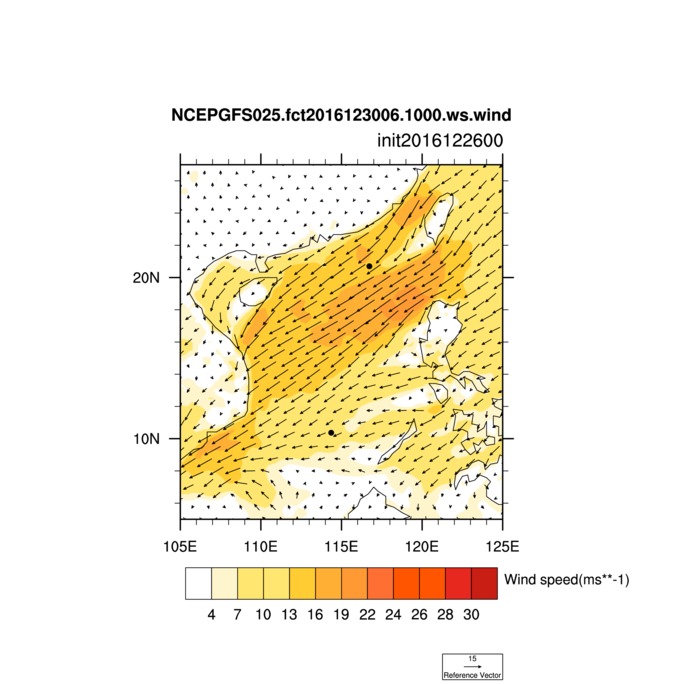 NCEPGFS025.fct2016123006.1000.ws.wind
init2016122600
20N
10N
105E 110E 115E 120E 125E
Wind speed(ms**-1)
4 7 10 13 16 19 22 24 26 28 30
15
Reference Vector